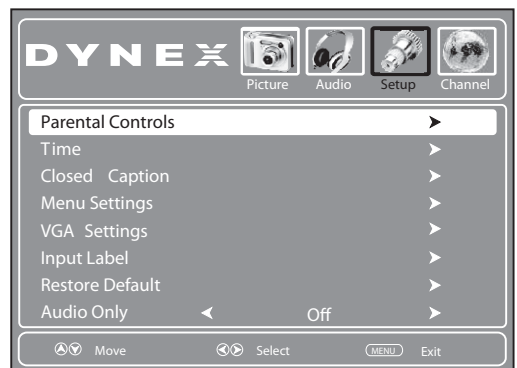 DYNEX
Picture Audio Setup Channel
Parental Controls
Time
Closed Caption
Menu Settings
VGA Settings
Input Label
Restore Default
Audio Only Off
Move Select MENU Exit